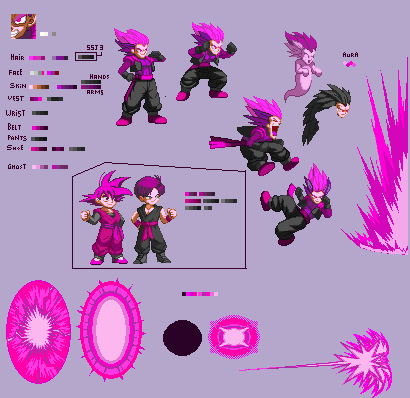 SSJ3
HAIR
AURA
FACE
HANDS
SKIN
ARMS
VEST
WRIST
BELT
PANTS
SHOE
GHOST